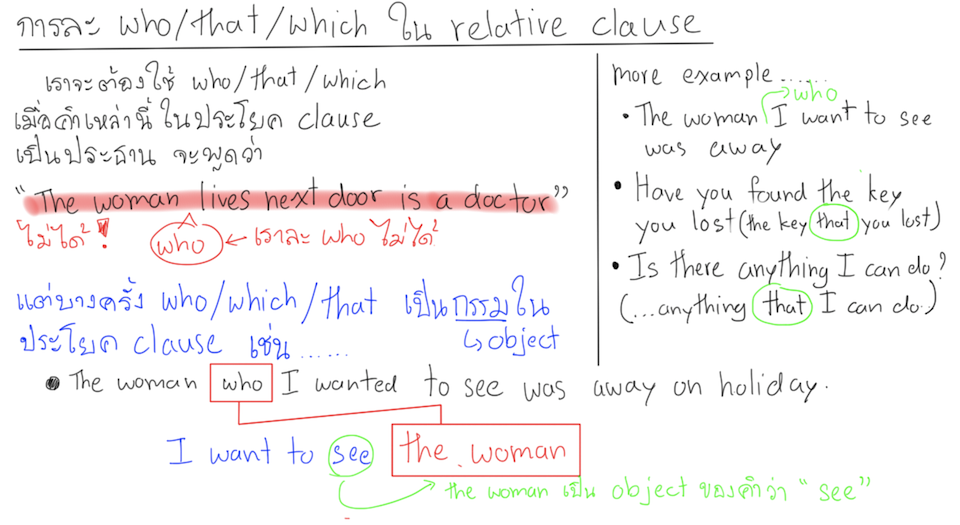 การละ who/that/which ใน relative clause
เราจะต้องใช้ who/that/which
เมื่อคำเหล่านี้ ในประโยค clause
เป็นประธาน จะพูดว่า
"The woman lives next door is a doctor"
ไม่ได้!
who ← เราละ who ไม่ได้
แต่บางครั้ง who/which/that เป็นกรรมใน
ประโยค clause เช่น......
↳ object
• The woman who I wanted to see was away on holiday.
I want to see the woman
the woman เป็น object ของคำว่า "see"
more example......
who
• The woman I want to see
was away
• Have you found the key
you lost (the key that you lost)
• Is there anything I can do?
(...anything that I can do.)